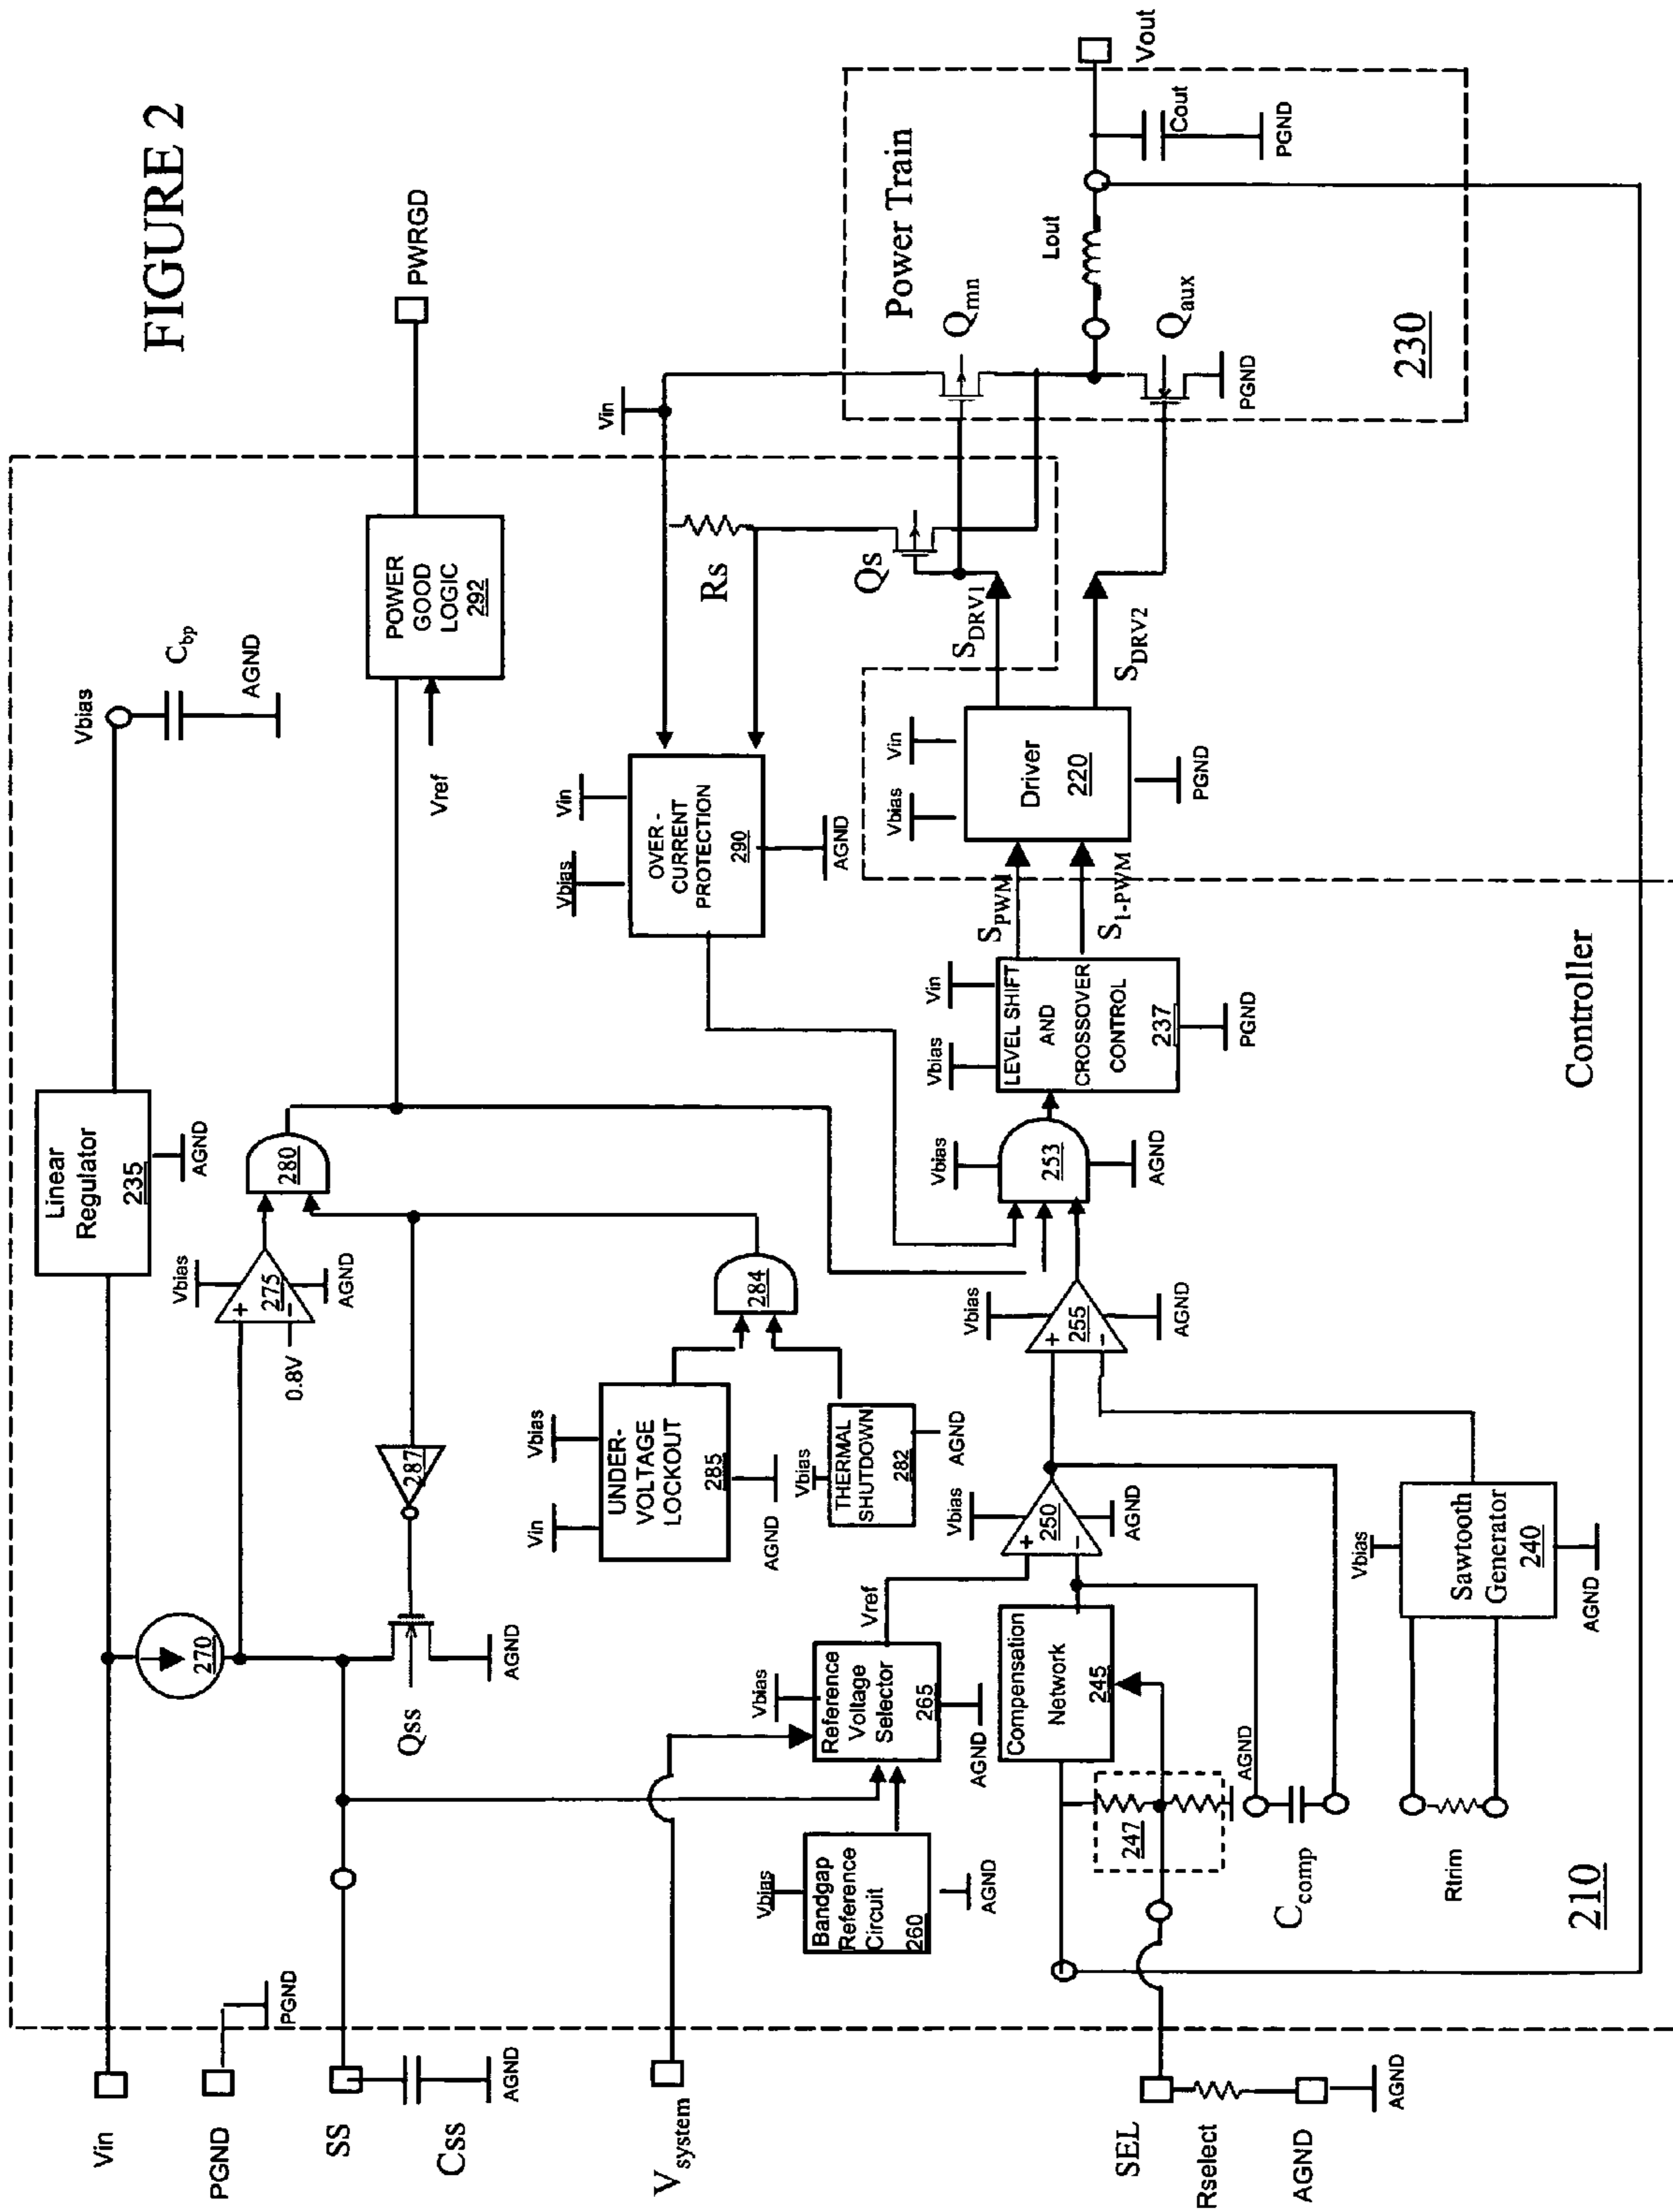 FIGURE 2
Vin
PGND
PGND
SS
Css
AGND
Vsystem
SEL
Rselect
AGND
AGND
Linear
Regulator
235
AGND
Vbias
Cbp
AGND
270
Vbias
+
275
−
AGND
0.8V
280
287
Qss
AGND
POWER
GOOD
LOGIC
292
Vref
PWRGD
Vin
Vbias
UNDER-
VOLTAGE
LOCKOUT
285
AGND
284
Vbias
THERMAL
SHUTDOWN
282
AGND
Vbias
Vin
OVER -
CURRENT
PROTECTION
290
AGND
Vin
Rs
Qs
Vbias
Bandgap
Reference
Circuit
260
AGND
Vbias
Reference
Voltage
Selector
265
AGND
Vref
Compensation
Network
245
247
AGND
Ccomp
Rtrim
Vbias
+
250
−
AGND
Vbias
Sawtooth
Generator
240
AGND
Vbias
+
255
−
AGND
Vbias
253
AGND
Vbias
Vin
LEVEL SHIFT
AND
CROSSOVER
CONTROL
237
PGND
SPWM
S1-PWM
Vbias
Vin
Driver
220
PGND
SDRV1
SDRV2
Power Train
Qmn
Qaux
PGND
Lout
Cout
PGND
Vout
230
Controller
210